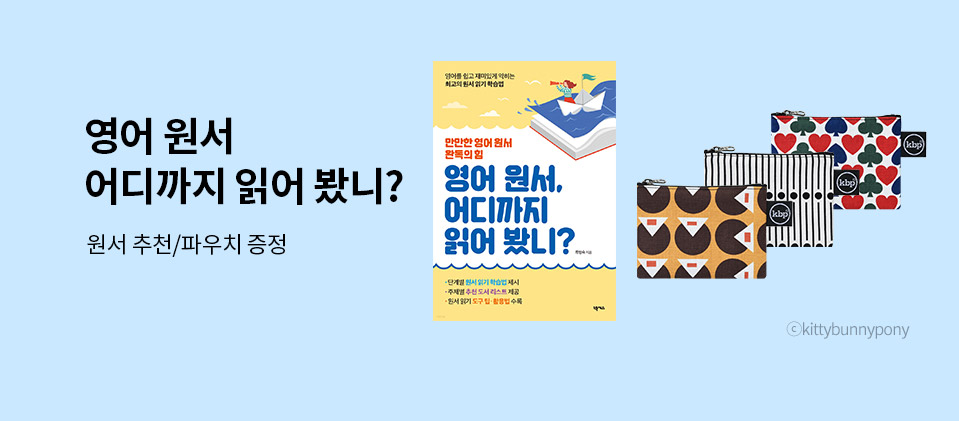 영어 원서
어디까지 읽어 봤니?
원서 추천/파우치 증정
영어를 쉽고 재미있게 익히는
최고의 원서 읽기 학습법
만만한 영어 원서
완독의 힘
영어 원서,
어디까지
읽어 봤니?
지음
· 단계별 원서 읽기 학습법 제시
· 주제별 추천 도서 리스트 제공
· 원서 읽기 도구 팁·활용법 수록
kbp
kbp
kbp
ⓒkittybunnypony